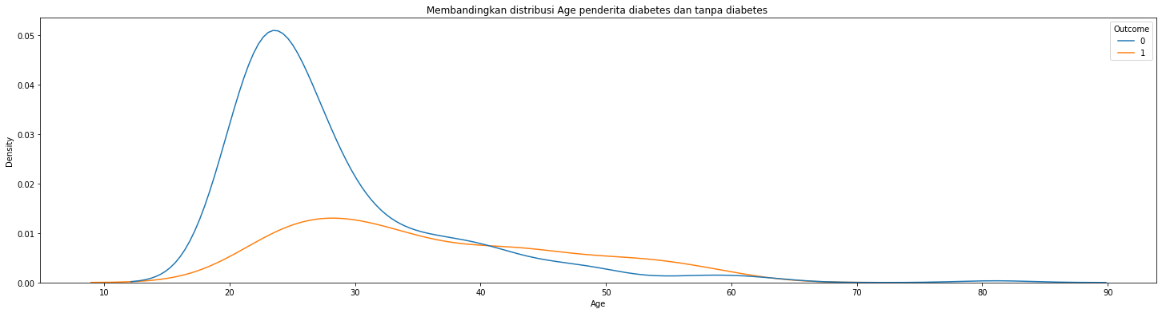 Membandingkan distribusi Age penderita diabetes dan tanpa diabetes
Outcome
0
1
0.05
0.04
0.03
0.02
0.01
0.00
Density
10 20 30 40 50 60 70 80 90
Age